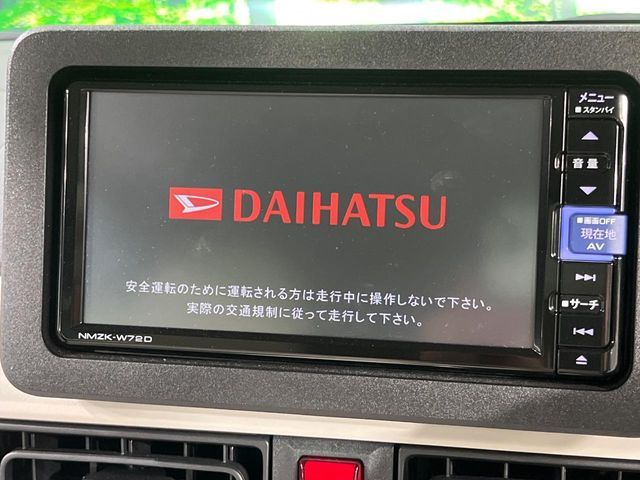 メニュー
■スタンバイ
音量
■画面OFF
現在地
AV
■サーチ
DAIHATSU
安全運転のために運転される方は走行中に操作しないで下さい。
実際の交通規制に従って走行して下さい。
NMZK-W72D